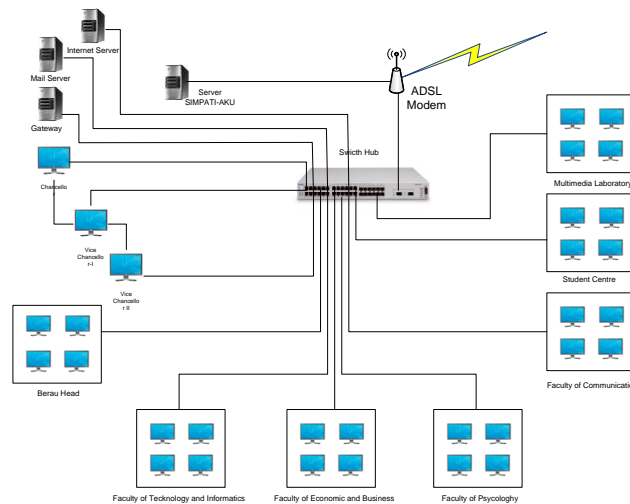 Internet Server
Mail Server
Server
SIMPATI-AKU
ADSL
Modem
Gateway
Swicth Hub
Chancello
r
Multimedia Laboratory
Vice
Chancello
r-I
Vice
Chancello
r II
Student Centre
Berau Head
Faculty of Communicatio
Faculty of Tecknology and Informatics
Faculty of Economic and Business
Faculty of Psycologhy